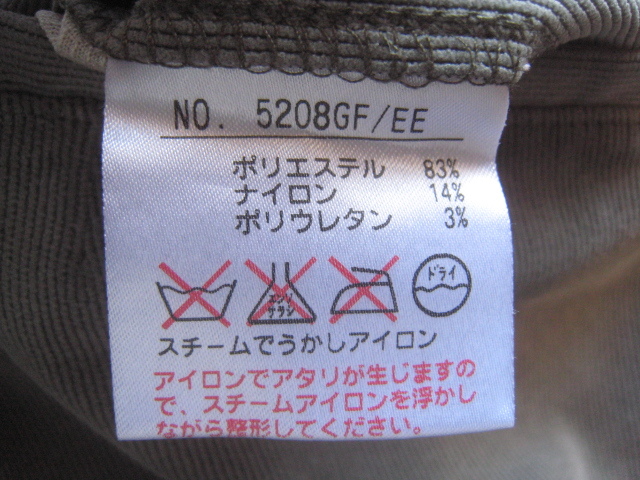 NO. 5208GF/EE
ポリエステル 83%
ナイロン 14%
ポリウレタン 3%
エンソ
サラシ
ドライ
スチームでうかしアイロン
アイロンでアタリが生じますの
で、スチームアイロンを浮かし
ながら整形してください。